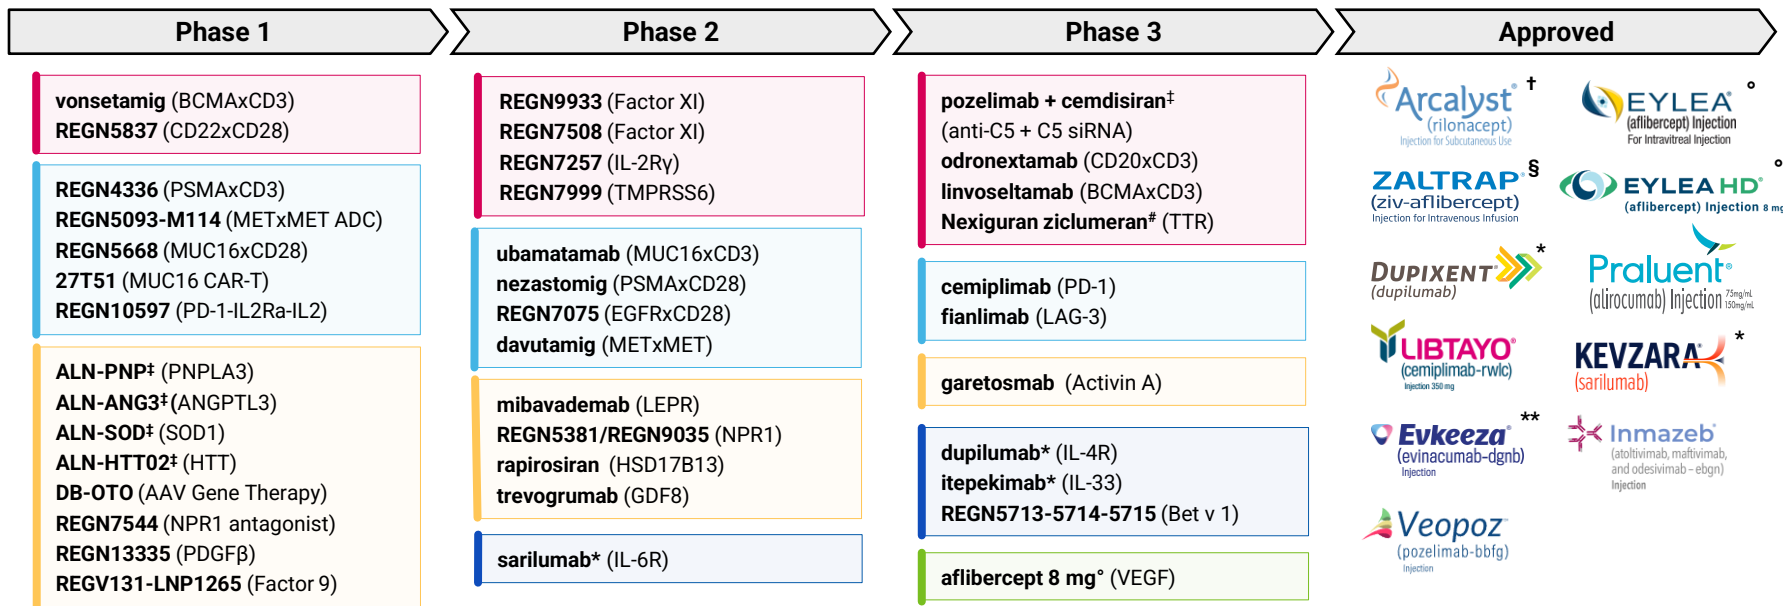 Phase 1
vonsetamig (BCMAxCD3)
REGN5837 (CD22xCD28)
REGN4336 (PSMAxCD3)
REGN5093-M114 (METxMET ADC)
REGN5668 (MUC16xCD28)
27T51 (MUC16 CAR-T)
REGN10597 (PD-1-IL2Ra-IL2)
ALN-PNP‡ (PNPLA3)
ALN-ANG3‡ (ANGPTL3)
ALN-SOD‡ (SOD1)
ALN-HTT02‡ (HTT)
DB-OTO (AAV Gene Therapy)
REGN7544 (NPR1 antagonist)
REGN13335 (PDGFβ)
REGV131-LNP1265 (Factor 9)
Phase 2
REGN9933 (Factor XI)
REGN7508 (Factor XI)
REGN7257 (IL-2Rγ)
REGN7999 (TMPRSS6)
ubamatamab (MUC16xCD3)
nezastomig (PSMAxCD28)
REGN7075 (EGFRxCD28)
davutamig (METxMET)
mibavademab (LEPR)
REGN5381/REGN9035 (NPR1)
rapirosiran (HSD17B13)
trevogrumab (GDF8)
sarilumab* (IL-6R)
Phase 3
pozelimab + cemdisiran‡
(anti-C5 + C5 siRNA)
odronextamab (CD20xCD3)
linvoseltamab (BCMAxCD3)
Nexiguran ziclumeran# (TTR)
cemiplimab (PD-1)
fianlimab (LAG-3)
garetosmab (Activin A)
dupilumab* (IL-4R)
itepekimab* (IL-33)
REGN5713-5714-5715 (Bet v 1)
aflibercept 8 mg° (VEGF)
Approved
Arcalyst® †
(rilonacept)
Injection for Subcutaneous Use
EYLEA® °
(aflibercept) Injection
For Intravitreal Injection
ZALTRAP® §
(ziv-aflibercept)
Injection for Intravenous Infusion
EYLEA HD® °
(aflibercept) Injection 8 mg
DUPIXENT® *
(dupilumab)
Praluent®
(alirocumab) Injection 75mg/mL
150mg/mL
LIBTAYO®
(cemiplimab-rwlc)
Injection 350 mg
KEVZARA® *
(sarilumab)
Evkeeza® **
(evinacumab-dgnb)
Injection
Inmazeb®
(atoltivimab, maftivimab,
and odesivimab – ebgn)
Injection
Veopoz™
(pozelimab-bbfg)
Injection